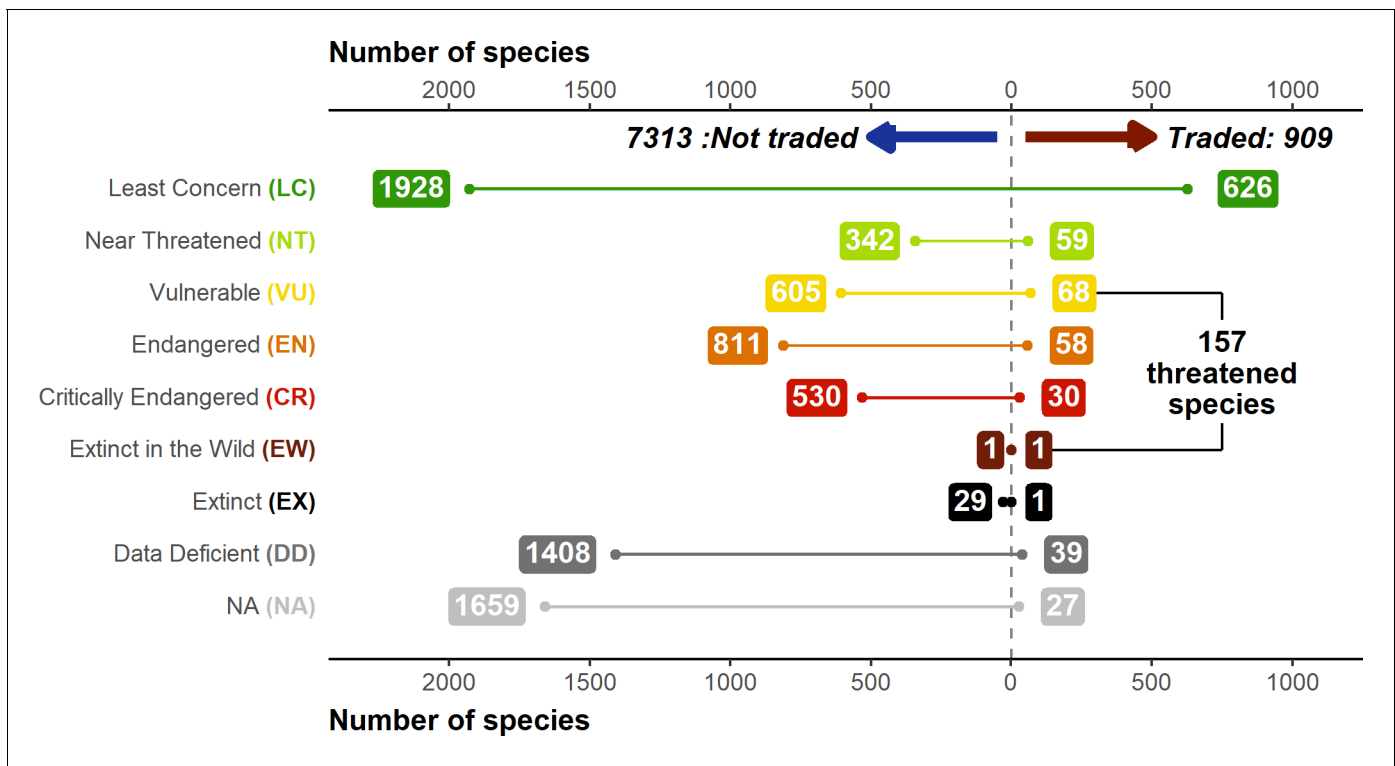 Number of species
2000 1500 1000 500 0 500 1000
7313 :Not traded Traded: 909
Least Concern (LC) 1928 626
Near Threatened (NT) 342 59
Vulnerable (VU) 605 68
Endangered (EN) 811 58
157
threatened
species
Critically Endangered (CR) 530 30
Extinct in the Wild (EW) 1 1
Extinct (EX) 29 1
Data Deficient (DD) 1408 39
NA (NA) 1659 27
2000 1500 1000 500 0 500 1000
Number of species